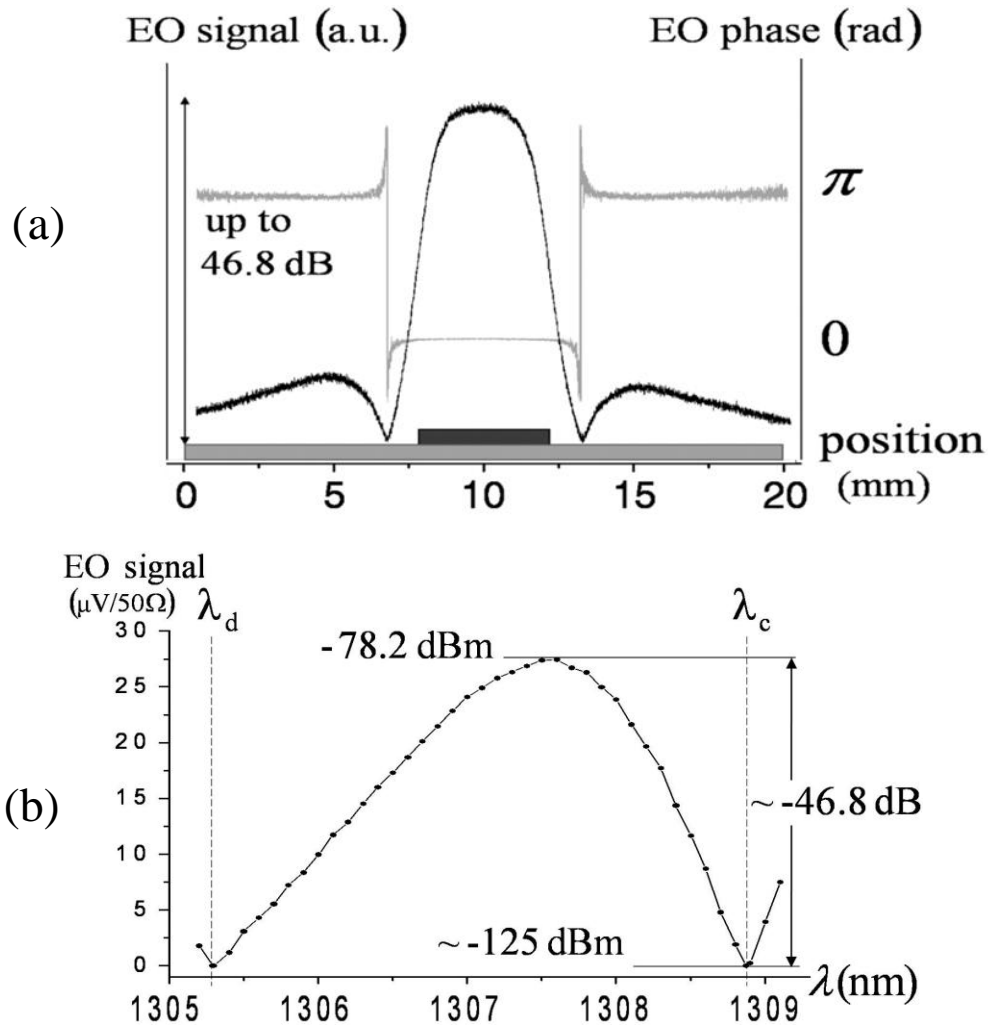 EO signal (a.u.) EO phase (rad)
(a)
π
up to
46.8 dB
0
position
(mm)
0 5 10 15 20
EO signal
(μV/50Ω) λd λc
30
- 78.2 dBm
25
20
(b)
15
~ -46.8 dB
10
5
~ -125 dBm
0
λ(nm)
1305 1306 1307 1308 1309